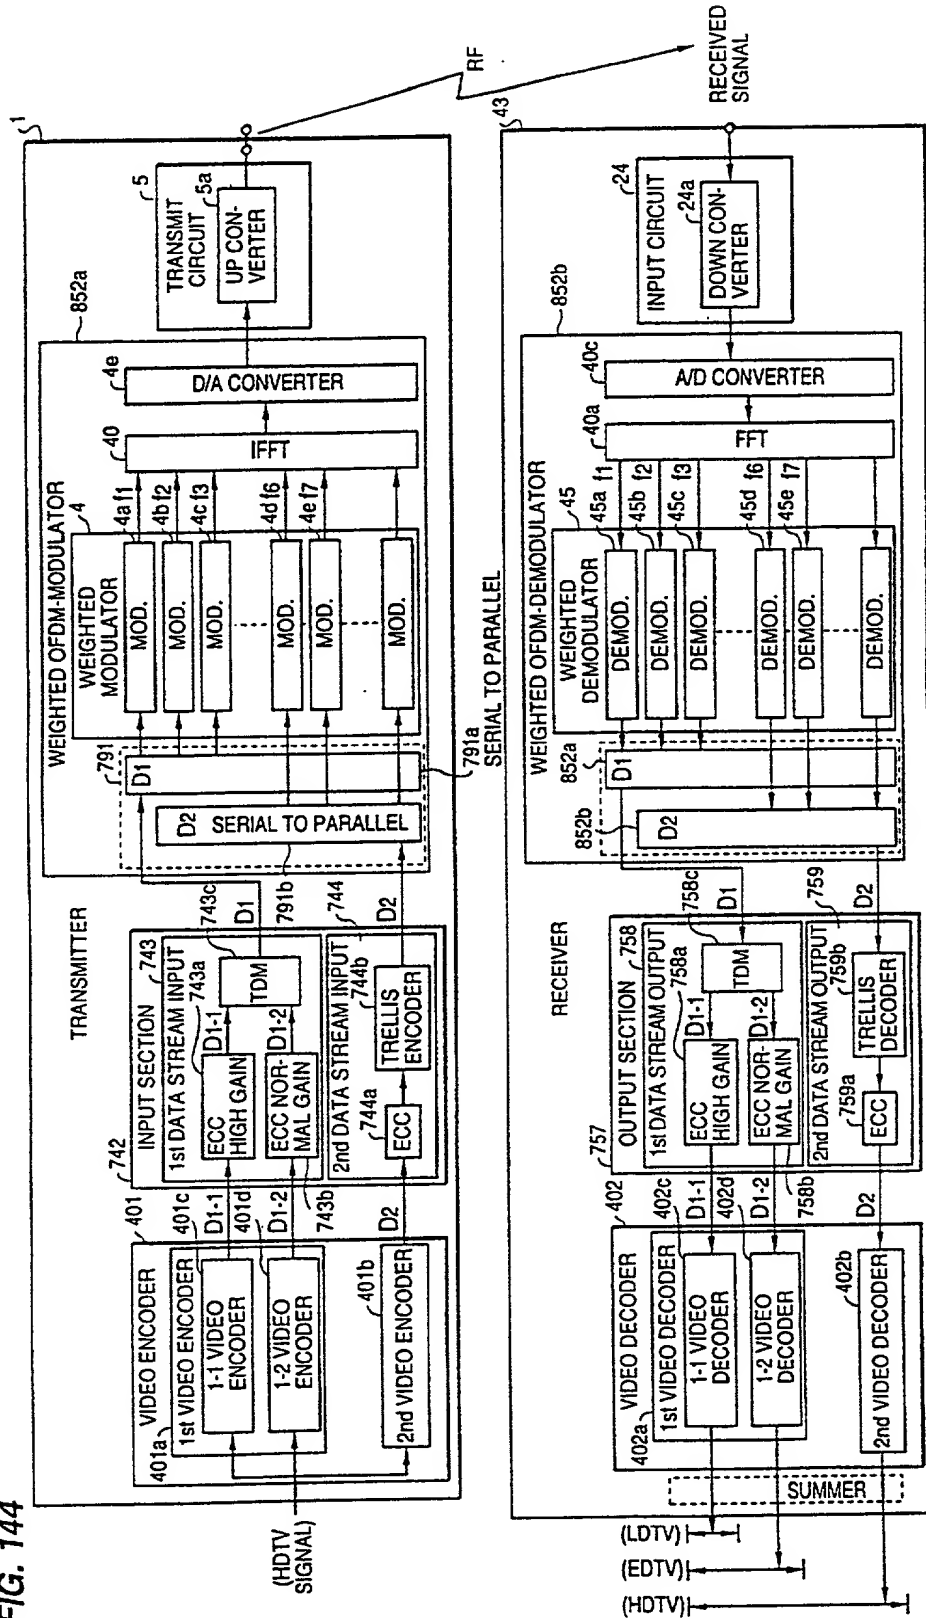 FIG. 144
TRANSMITTER
1
(HDTV
SIGNAL)
401
VIDEO ENCODER
401a
1st VIDEO ENCODER
1-1 VIDEO
ENCODER
1-2 VIDEO
ENCODER
401b
2nd VIDEO ENCODER
401c
D1-1
401d
D1-2
D2
742
INPUT SECTION
743
1st DATA STREAM INPUT
743a
ECC
HIGH GAIN
D1-1
743c
TDM
ECC NOR-
MAL GAIN
D1-2
743b
744
2nd DATA STREAM INPUT
744a
ECC
744b
TRELLIS
ENCODER
D1
D2
852a
WEIGHTED OFDM-MODULATOR
791
D1
791a
SERIAL TO PARALLEL
D2 SERIAL TO PARALLEL
791b
4
WEIGHTED
MODULATOR
MOD.
MOD.
MOD.
MOD.
MOD.
MOD.
4a f1
4b f2
4c f3
4d f6
4e f7
40
IFFT
4e
D/A CONVERTER
5
TRANSMIT
CIRCUIT
5a
UP CON-
VERTER
RF
RECEIVED
SIGNAL
43
RECEIVER
24
INPUT CIRCUIT
24a
DOWN CON-
VERTER
852b
WEIGHTED OFDM-DEMODULATOR
40c
A/D CONVERTER
40a
FFT
45
WEIGHTED
DEMODULATOR
45a f1
45b f2
45c f3
45d f6
45e f7
DEMOD.
DEMOD.
DEMOD.
DEMOD.
DEMOD.
DEMOD.
852a
D1
852b
D2
D1
D2
757
OUTPUT SECTION
758
1st DATA STREAM OUTPUT
758a
ECC
HIGH GAIN
D1-1
758c
TDM
ECC NOR-
MAL GAIN
D1-2
758b
759
2nd DATA STREAM OUTPUT
759a
ECC
759b
TRELLIS
DECODER
402c
D1-1
402d
D1-2
D2
402
VIDEO DECODER
402a
1st VIDEO DECODER
1-1 VIDEO
DECODER
1-2 VIDEO
DECODER
402b
2nd VIDEO DECODER
SUMMER
(LDTV)
(EDTV)
(HDTV)